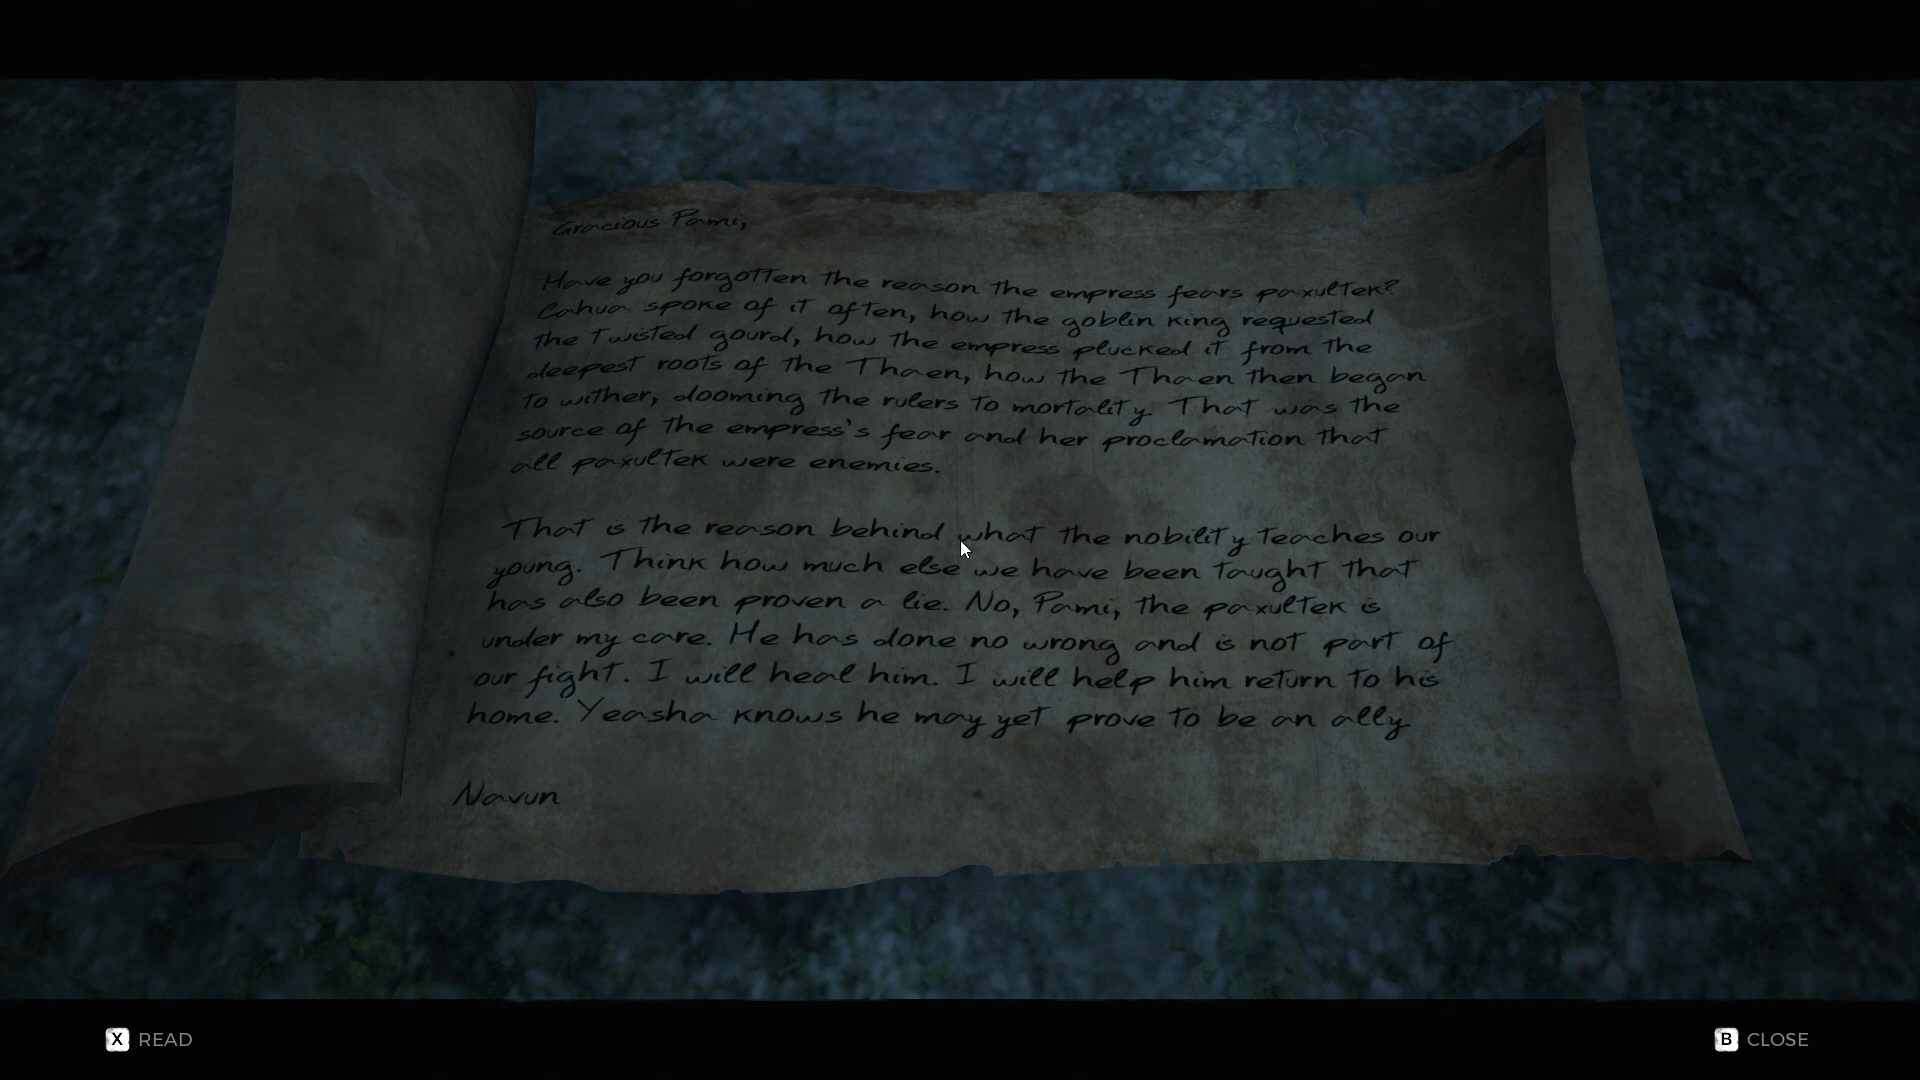 Gracious Pami,
Have you forgotten the reason the empress fears paxultek?
Cahua spoke of it often, how the goblin king requested
the twisted gourd, how the empress plucked it from the
deepest roots of the Thaen, how the Thaen then began
to wither, dooming the rulers to mortality. That was the
source of the empress's fear and her proclamation that
all paxultek were enemies.
That is the reason behind what the nobility teaches our
young. Think how much else we have been taught that
has also been proven a lie. No, Pami, the paxultek is
under my care. He has done no wrong and is not part of
our fight. I will heal him. I will help him return to his
home. Yeasha knows he may yet prove to be an ally.
Navun
X READ
B CLOSE